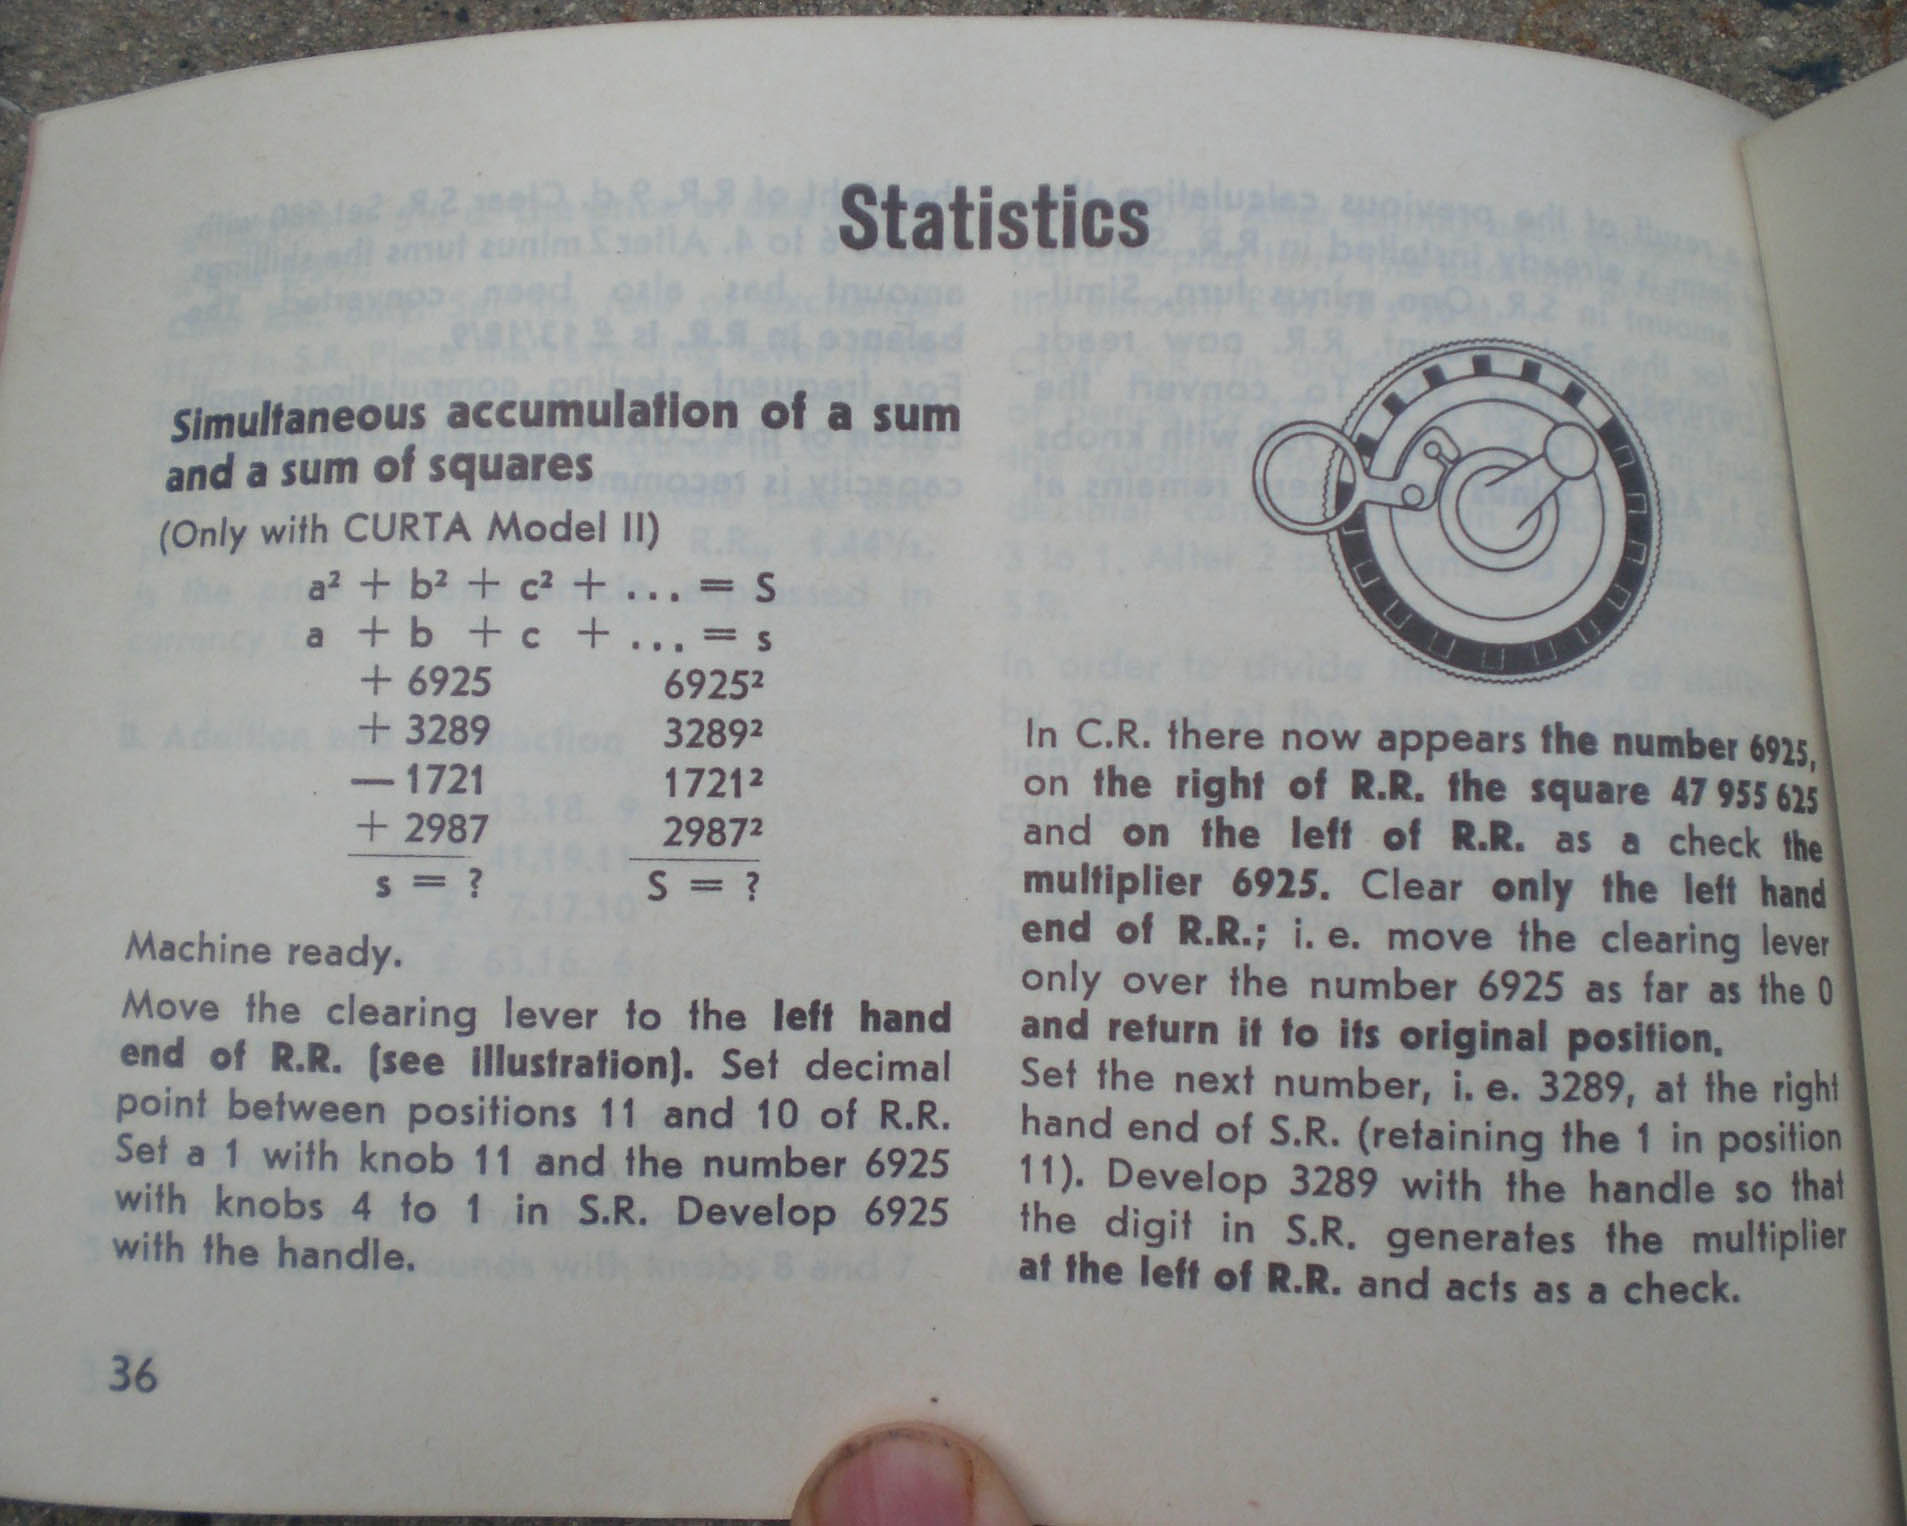 Statistics
Simultaneous accumulation of a sum
and a sum of squares
(Only with CURTA Model II)
a² + b² + c² + ... = S
a + b + c + ... = s
+ 6925 6925²
+ 3289 3289²
— 1721 1721²
+ 2987 2987²
s = ? S = ?
Machine ready.
Move the clearing lever to the left hand
end of R.R. (see illustration). Set decimal
point between positions 11 and 10 of R.R.
Set a 1 with knob 11 and the number 6925
with knobs 4 to 1 in S.R. Develop 6925
with the handle.
In C.R. there now appears the number 6925,
on the right of R.R. the square 47 955 625
and on the left of R.R. as a check the
multiplier 6925. Clear only the left hand
end of R.R.; i. e. move the clearing lever
only over the number 6925 as far as the 0
and return it to its original position.
Set the next number, i. e. 3289, at the right
hand end of S.R. (retaining the 1 in position
11). Develop 3289 with the handle so that
the digit in S.R. generates the multiplier
at the left of R.R. and acts as a check.
36